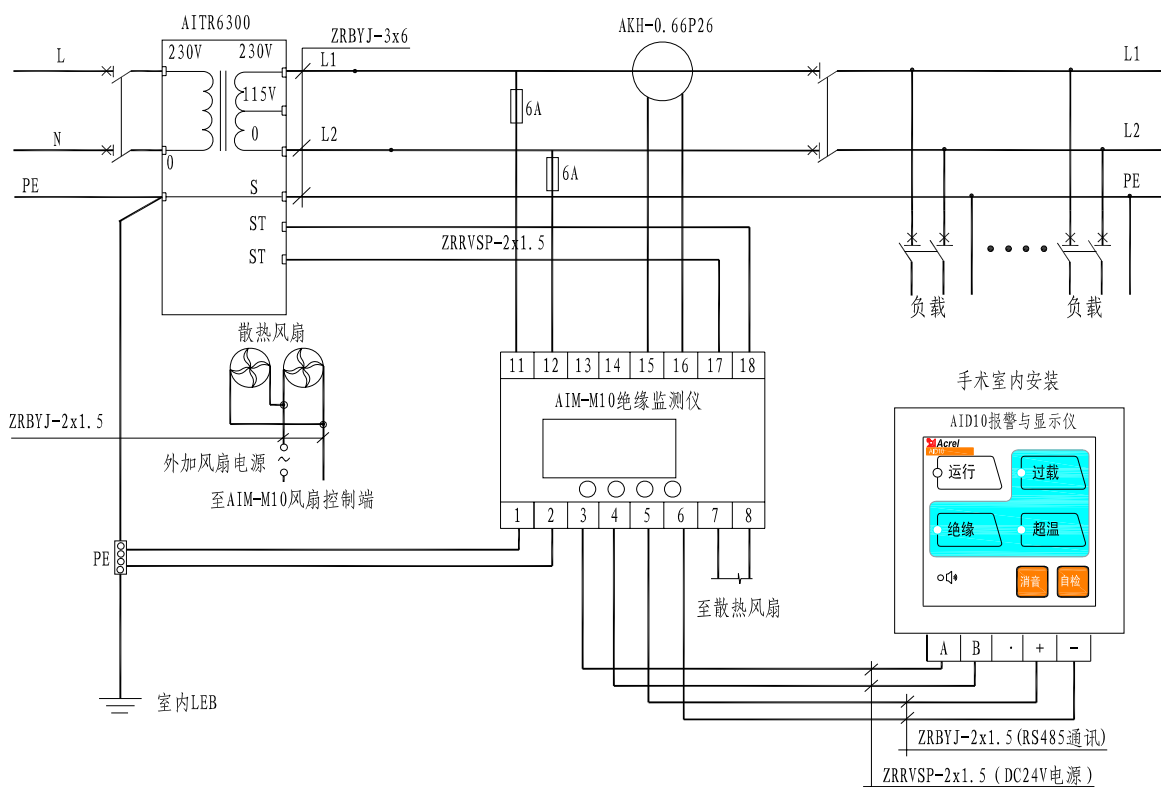 AITR6300
AKH-0.66P26
ZRBYJ-3x6
L
230V
230V
L1
L1
115V
6A
N
0
L2
L2
0
6A
PE
S
PE
ST
ZRRVSP-2x1.5
ST
负载
负载
散热风扇
11
12
13
14
15
16
17
18
手术室内安装
AIM-M10绝缘监测仪
AID10报警与显示仪
ZRBYJ-2x1.5
Acrel
AID10
外加风扇电源
~
运行
过载
至AIM-M10风扇控制端
1
2
3
4
5
6
7
8
绝缘
超温
PE
消音
自检
至散热风扇
A
B
·
+
-
室内LEB
ZRBYJ-2x1.5(RS485通讯)
ZRRVSP-2x1.5(DC24V电源)